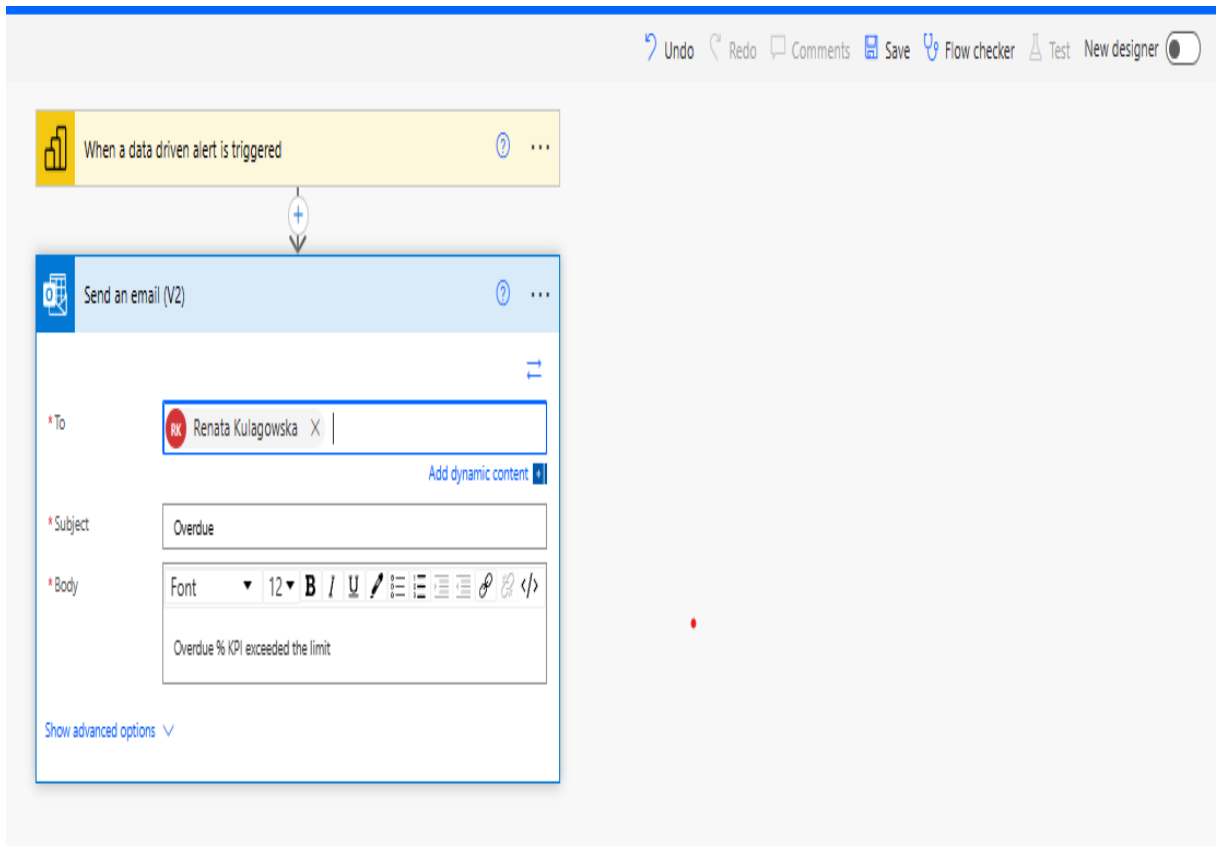 Undo Redo Comments Save Flow checker Test New designer
When a data driven alert is triggered
Send an email (V2)
* To
RK Renata Kulagowska
Add dynamic content
* Subject
Overdue
* Body
Font 12 B I U </>
Overdue % KPI exceeded the limit
Show advanced options